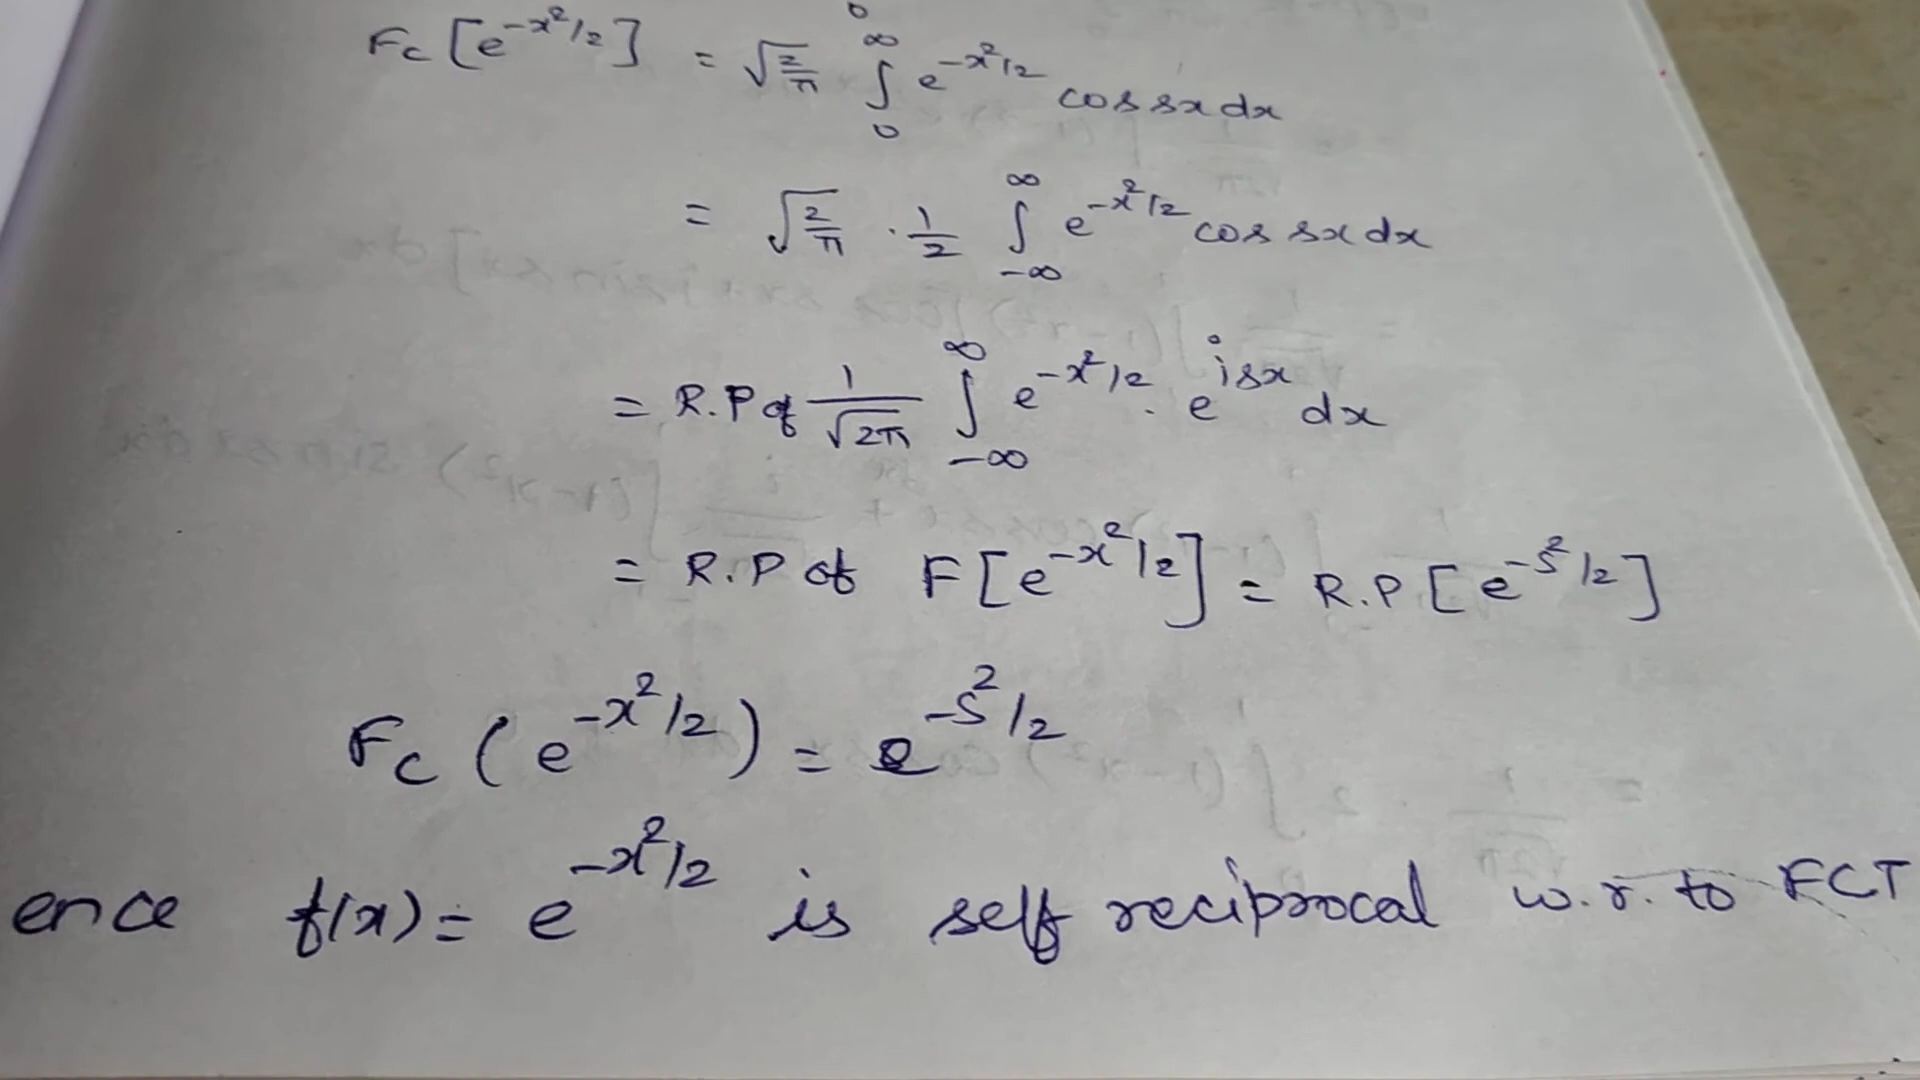 Fc [e^{-x²/2}] = √(2/π) ∫_0^∞ e^{-x²/2} cos sx dx
= √(2/π) · 1/2 ∫_{-∞}^∞ e^{-x²/2} cos sx dx
= R.P of 1/√(2π) ∫_{-∞}^∞ e^{-x²/2} . e^{isx} dx
= R.P of F[e^{-x²/2}] = R.P [e^{-s²/2}]
Fc (e^{-x²/2}) = e^{-s²/2}
ence f(x) = e^{-x²/2} is self reciprocal w.r. to FCT